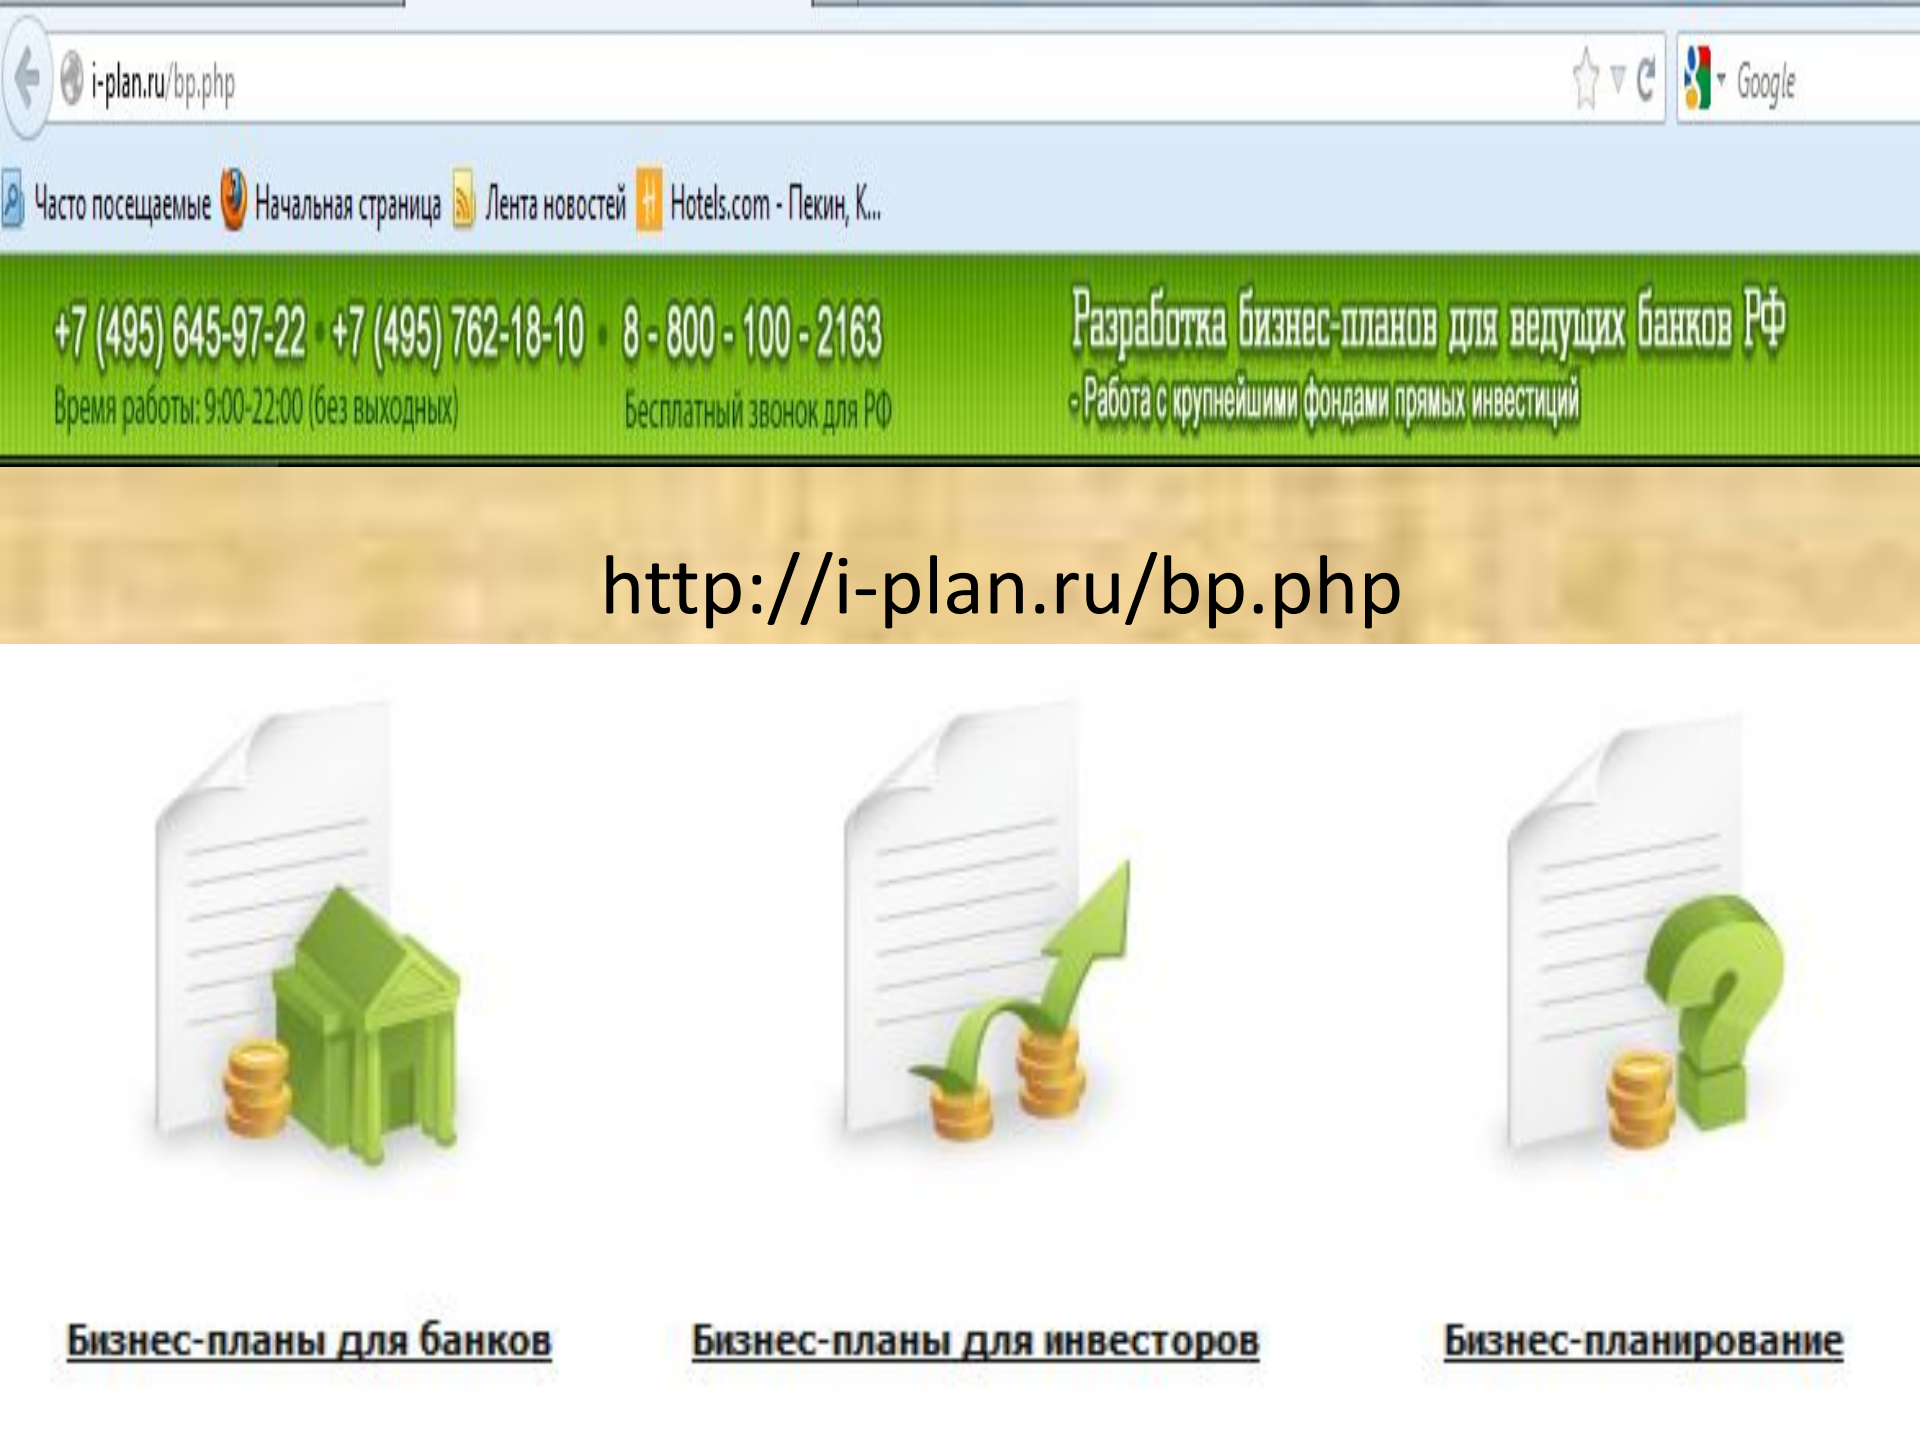 i-plan.ru/bp.php Google
Часто посещаемые Начальная страница Лента новостей Hotels.com - Пекин, К...
+7 (495) 645-97-22 • +7 (495) 762-18-10 • 8 - 800 - 100 - 2163
Время работы: 9:00-22:00 (без выходных) Бесплатный звонок для РФ
Разработка бизнес-планов для ведущих банков РФ
- Работа с крупнейшими фондами прямых инвестиций
http://i-plan.ru/bp.php
Бизнес-планы для банков
Бизнес-планы для инвесторов
Бизнес-планирование